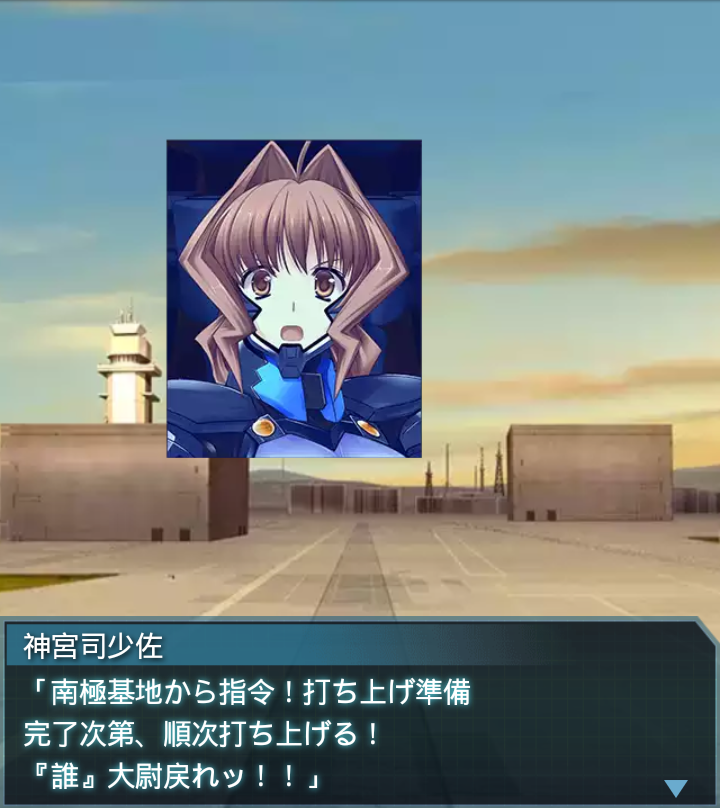 神宮司少佐
「南極基地から指令！打ち上げ準備
完了次第、順次打ち上げる！
『誰』大尉戻れッ！！」